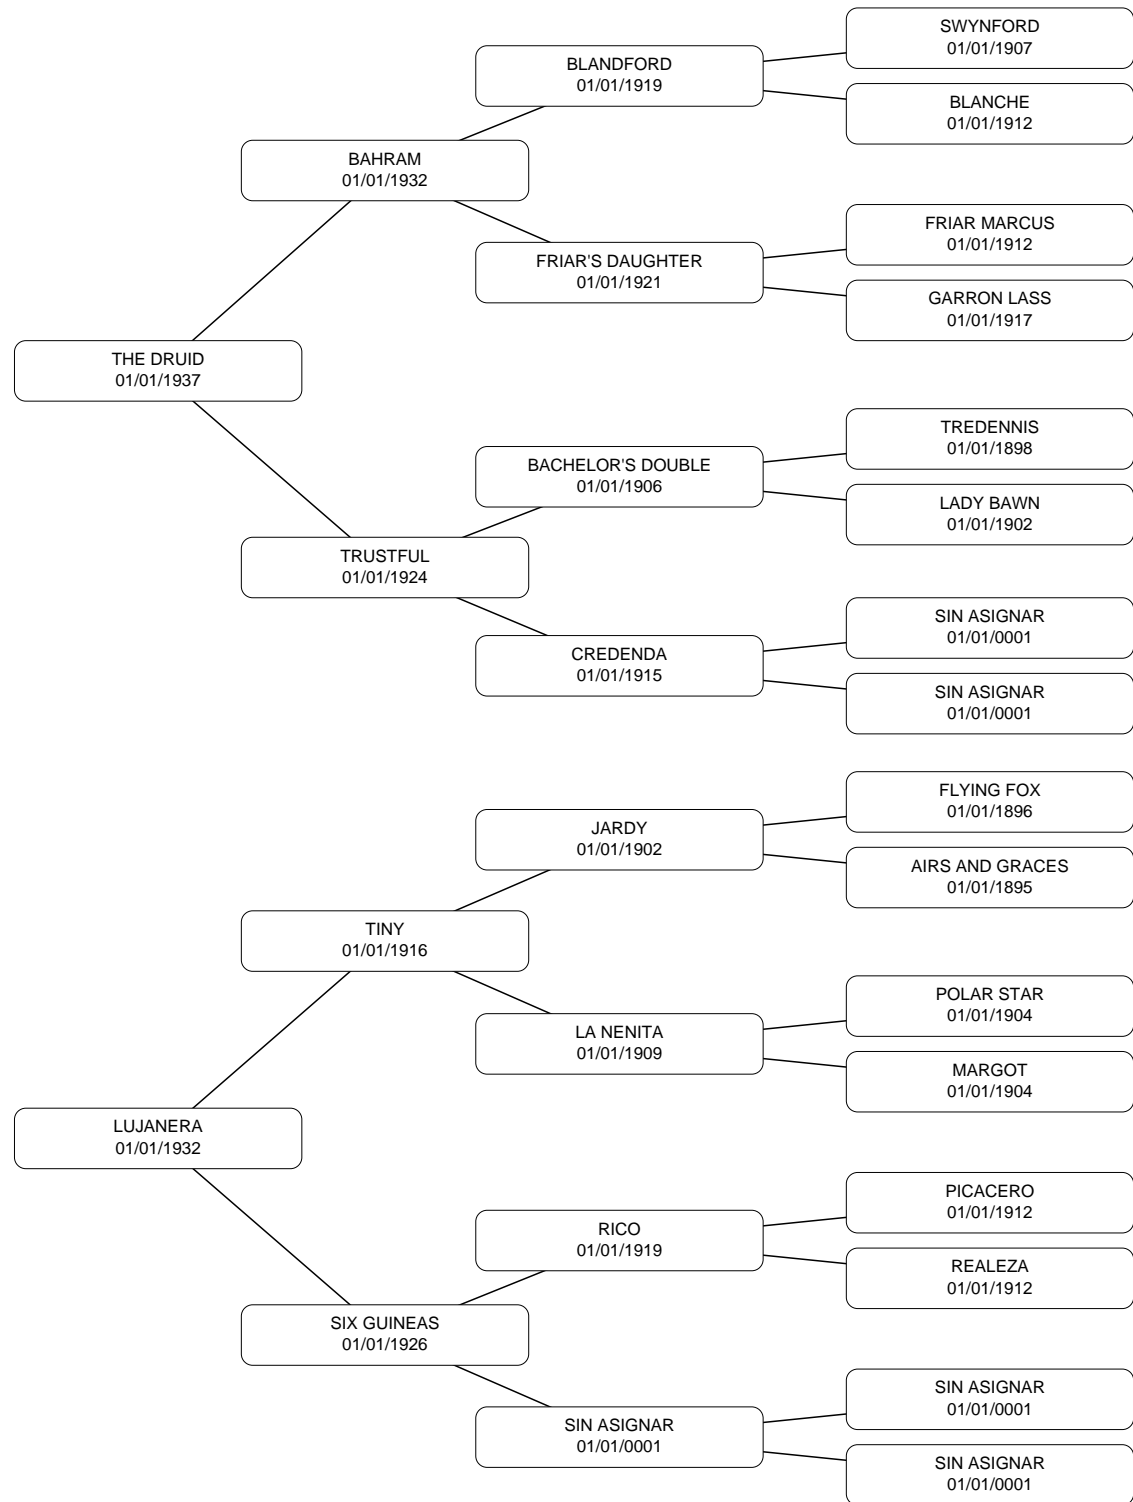 SWYNFORD
01/01/1907
BLANDFORD
01/01/1919
BLANCHE
01/01/1912
BAHRAM
01/01/1932
FRIAR MARCUS
01/01/1912
FRIAR'S DAUGHTER
01/01/1921
GARRON LASS
01/01/1917
THE DRUID
01/01/1937
TREDENNIS
01/01/1898
BACHELOR'S DOUBLE
01/01/1906
LADY BAWN
01/01/1902
TRUSTFUL
01/01/1924
SIN ASIGNAR
01/01/0001
CREDENDA
01/01/1915
SIN ASIGNAR
01/01/0001
FLYING FOX
01/01/1896
JARDY
01/01/1902
AIRS AND GRACES
01/01/1895
TINY
01/01/1916
POLAR STAR
01/01/1904
LA NENITA
01/01/1909
MARGOT
01/01/1904
LUJANERA
01/01/1932
PICACERO
01/01/1912
RICO
01/01/1919
REALEZA
01/01/1912
SIX GUINEAS
01/01/1926
SIN ASIGNAR
01/01/0001
SIN ASIGNAR
01/01/0001
SIN ASIGNAR
01/01/0001